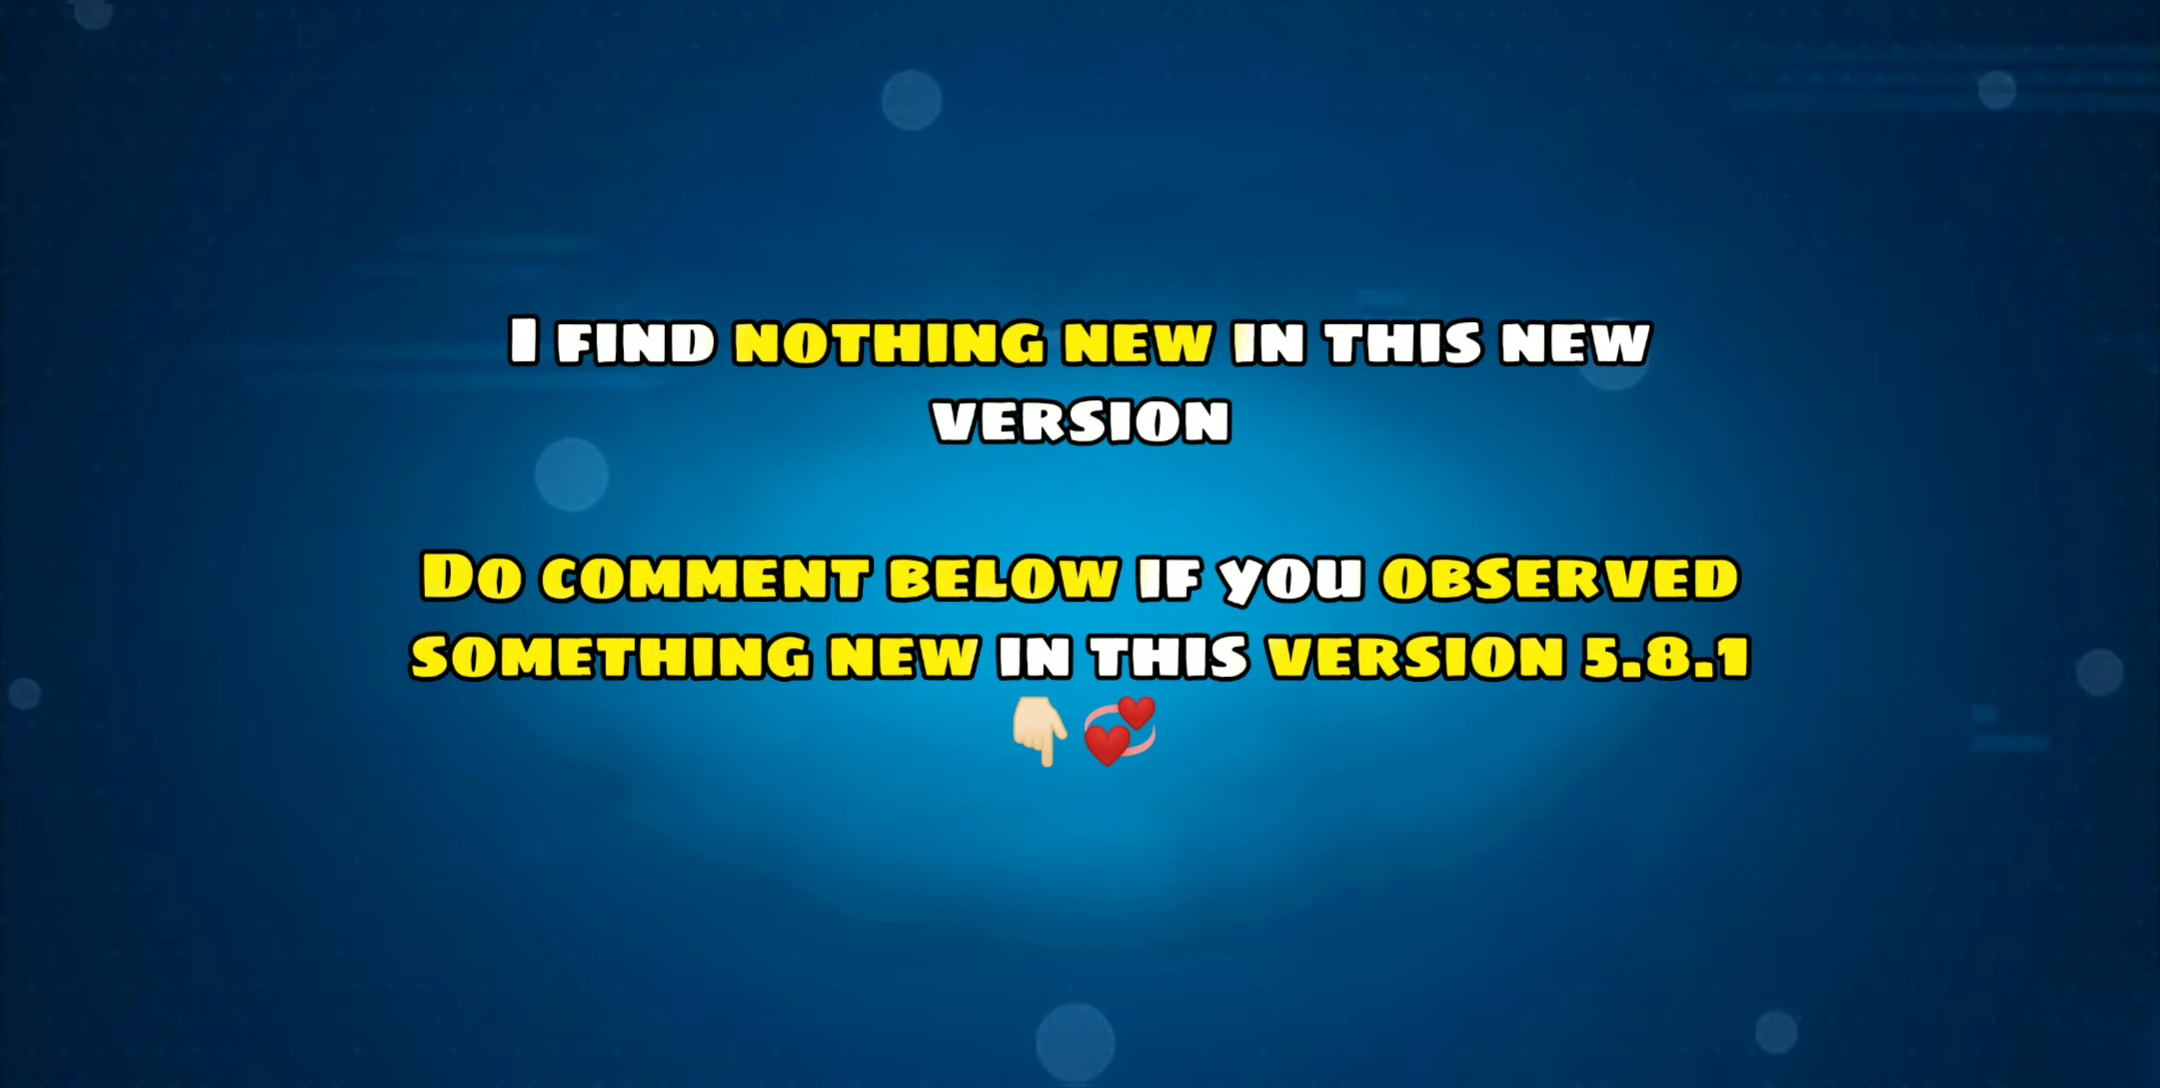 I find nothing new in this new
version
Do comment below if you observed
something new in this version 5.8.1
👇🏻 💞